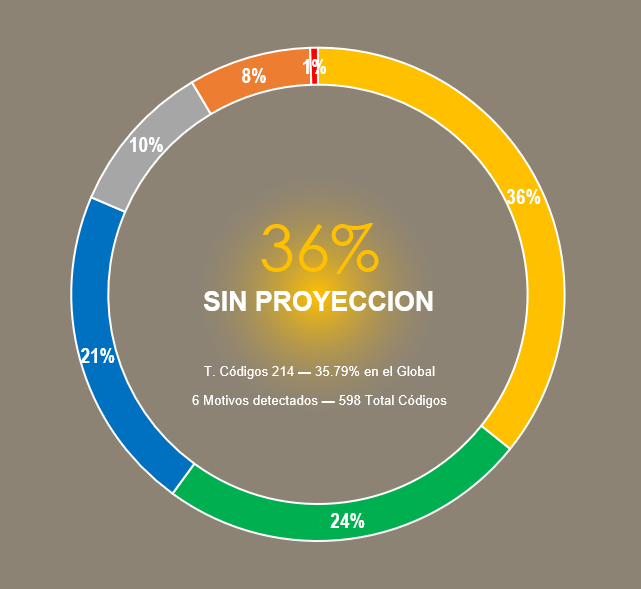 1%
8%
10%
36%
36%
SIN PROYECCION
21%
T. Códigos 214 — 35.79% en el Global
6 Motivos detectados — 598 Total Códigos
24%